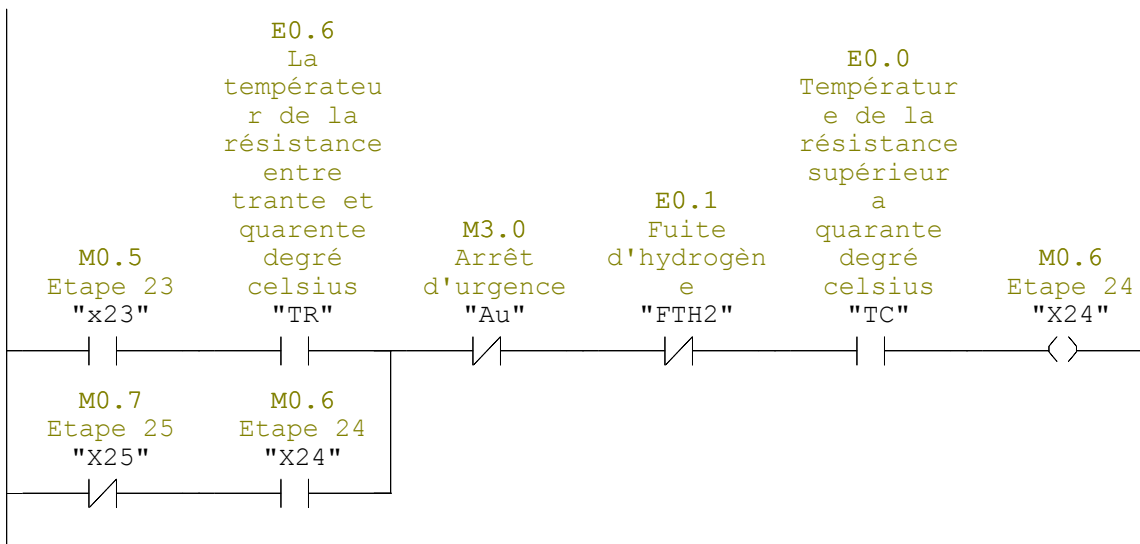 E0.6
La
températeu
r de la
résistance
entre
trante et
quarente
degré
celsius
"TR"
E0.0
Températur
e de la
résistance
supérieur
a
quarante
degré
celsius
"TC"
M0.5
Etape 23
"x23"
M3.0
Arrêt
d'urgence
"Au"
E0.1
Fuite
d'hydrogèn
e
"FTH2"
M0.6
Etape 24
"X24"
M0.7
Etape 25
"X25"
M0.6
Etape 24
"X24"